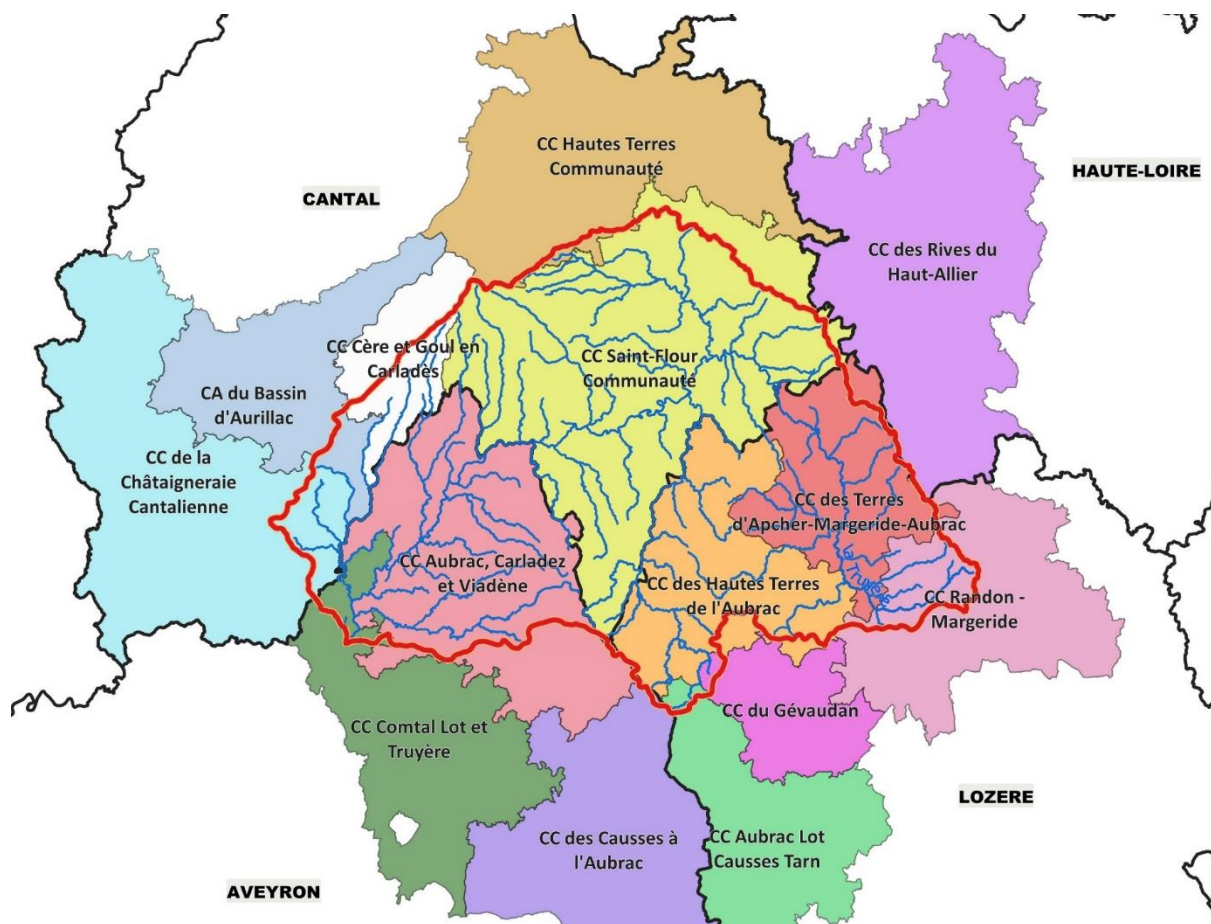 CC Hautes Terres
Communauté
HAUTE-LOIRE
CANTAL
CC des Rives du
Haut-Allier
CC Cère et Goul en
Carladès
CC Saint-Flour
Communauté
CA du Bassin
d'Aurillac
CC de la
Châtaigneraie
Cantalienne
CC des Terres
d'Apcher-Margeride-Aubrac
CC Aubrac, Carladez
et Viadène
CC des Hautes Terres
de l'Aubrac
La Truyère
CC Randon -
Margeride
CC du Gévaudan
CC Comtal Lot et
Truyère
LOZERE
CC des Causses à
l'Aubrac
CC Aubrac Lot
Causses Tarn
AVEYRON